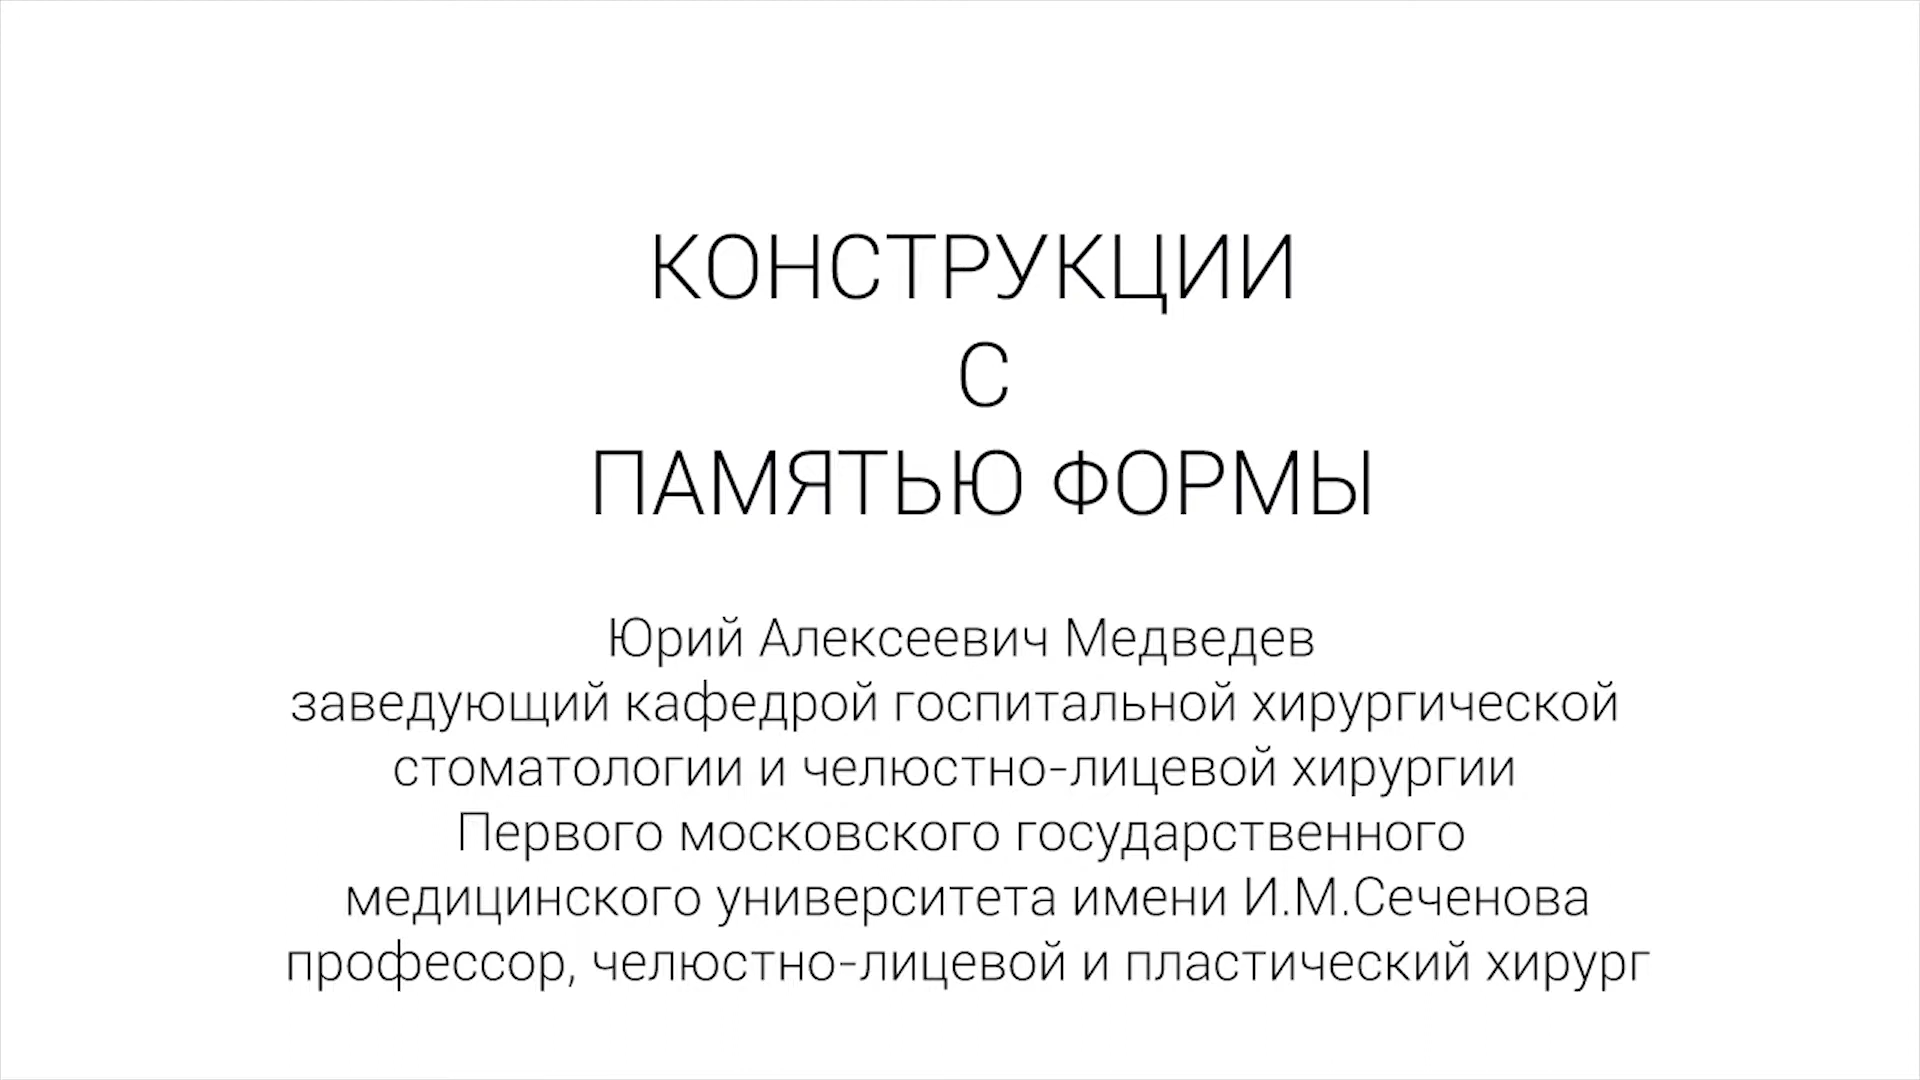 КОНСТРУКЦИИ
С
ПАМЯТЬЮ ФОРМЫ
Юрий Алексеевич Медведев
заведующий кафедрой госпитальной хирургической
стоматологии и челюстно-лицевой хирургии
Первого московского государственного
медицинского университета имени И.М.Сеченова
профессор, челюстно-лицевой и пластический хирург